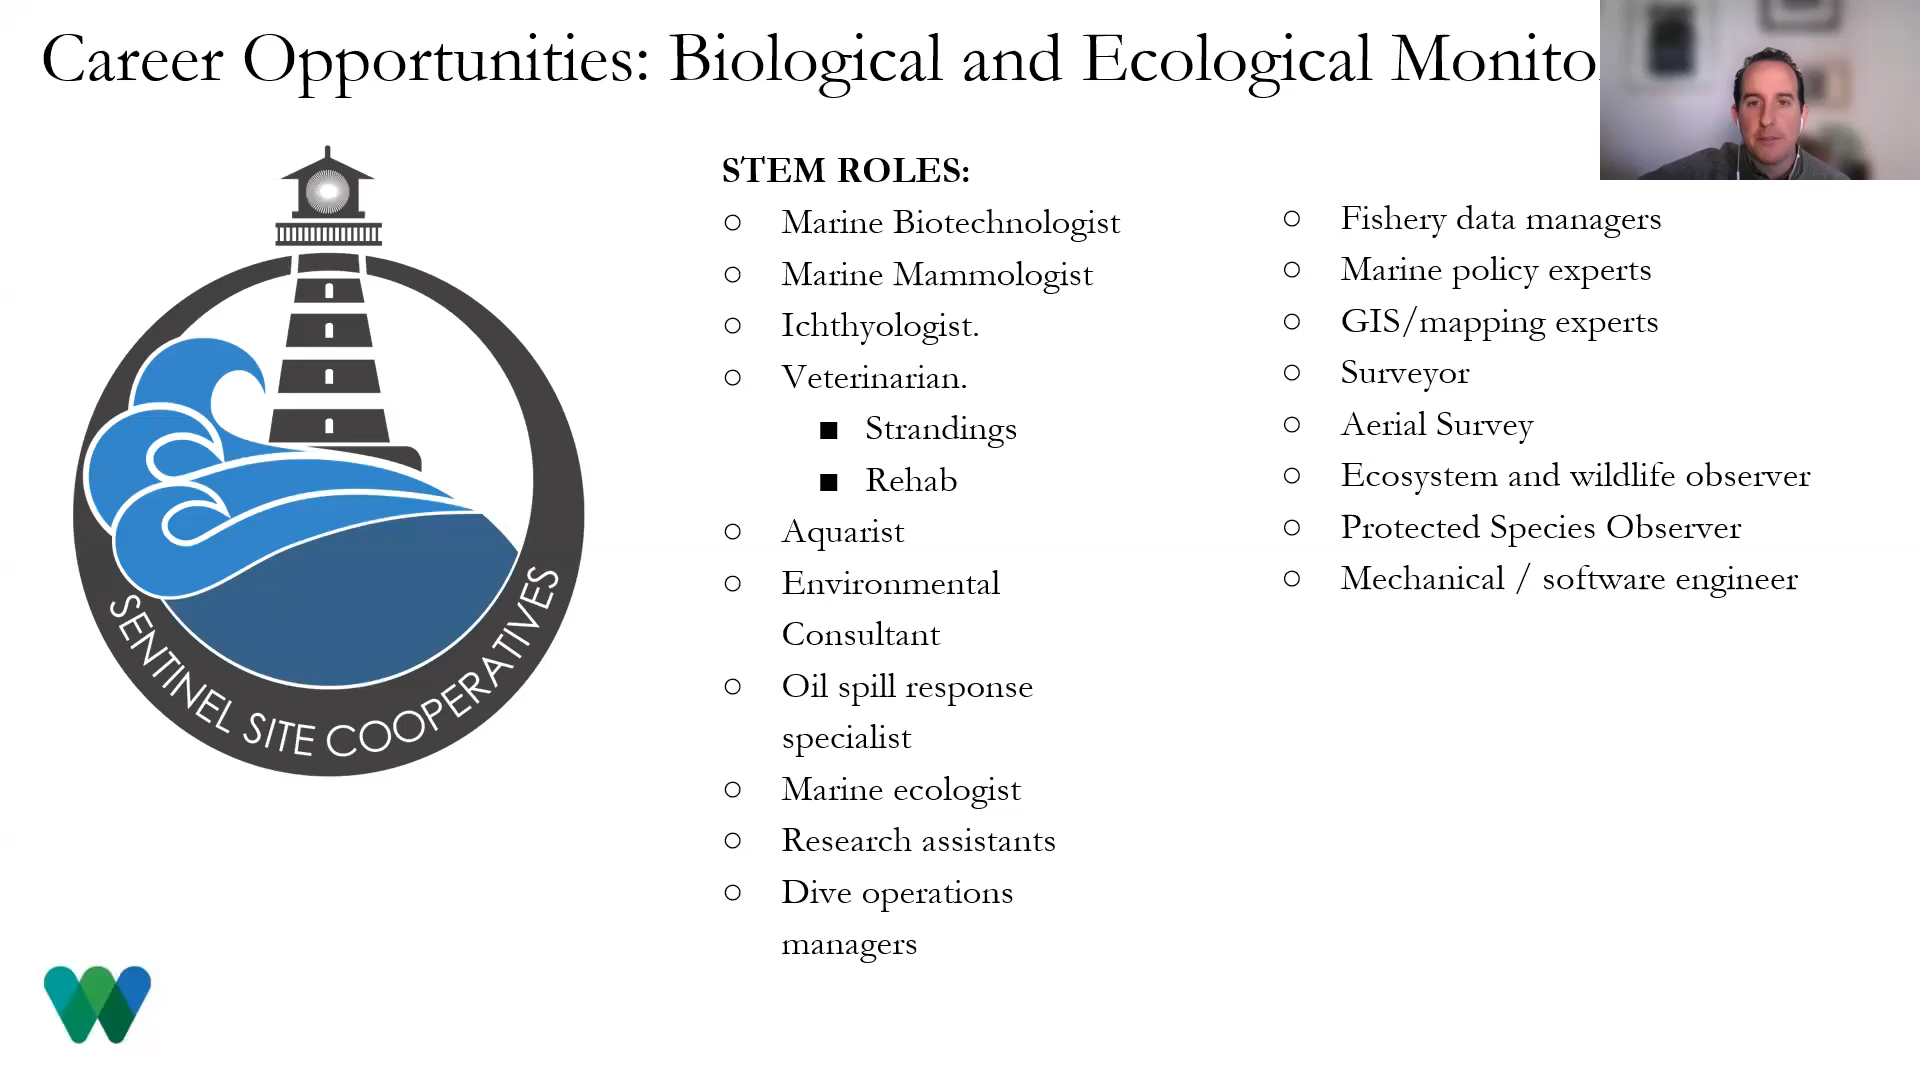 Career Opportunities: Biological and Ecological Monito
STEM ROLES:
○ Marine Biotechnologist
○ Marine Mammologist
○ Ichthyologist.
○ Veterinarian.
■ Strandings
■ Rehab
○ Aquarist
○ Environmental
Consultant
○ Oil spill response
specialist
○ Marine ecologist
○ Research assistants
○ Dive operations
managers
○ Fishery data managers
○ Marine policy experts
○ GIS/mapping experts
○ Surveyor
○ Aerial Survey
○ Ecosystem and wildlife observer
○ Protected Species Observer
○ Mechanical / software engineer
SENTINEL SITE COOPERATIVES